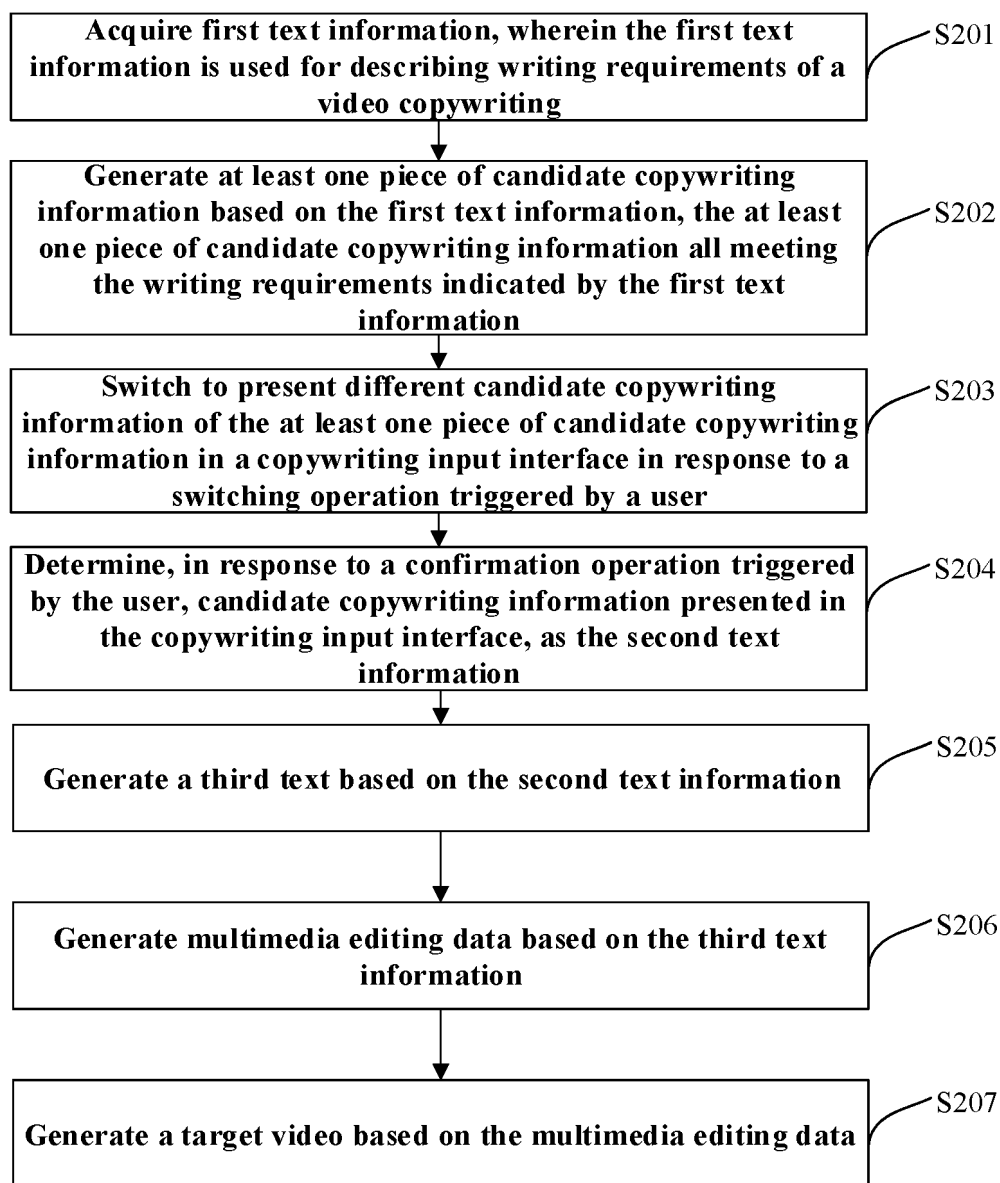 Acquire first text information, wherein the first text
information is used for describing writing requirements of a
video copywriting
S201
Generate at least one piece of candidate copywriting
information based on the first text information, the at least
one piece of candidate copywriting information all meeting
the writing requirements indicated by the first text
information
S202
Switch to present different candidate copywriting
information of the at least one piece of candidate copywriting
information in a copywriting input interface in response to a
switching operation triggered by a user
S203
Determine, in response to a confirmation operation triggered
by the user, candidate copywriting information presented in
the copywriting input interface, as the second text
information
S204
Generate a third text based on the second text information
S205
Generate multimedia editing data based on the third text
information
S206
Generate a target video based on the multimedia editing data
S207